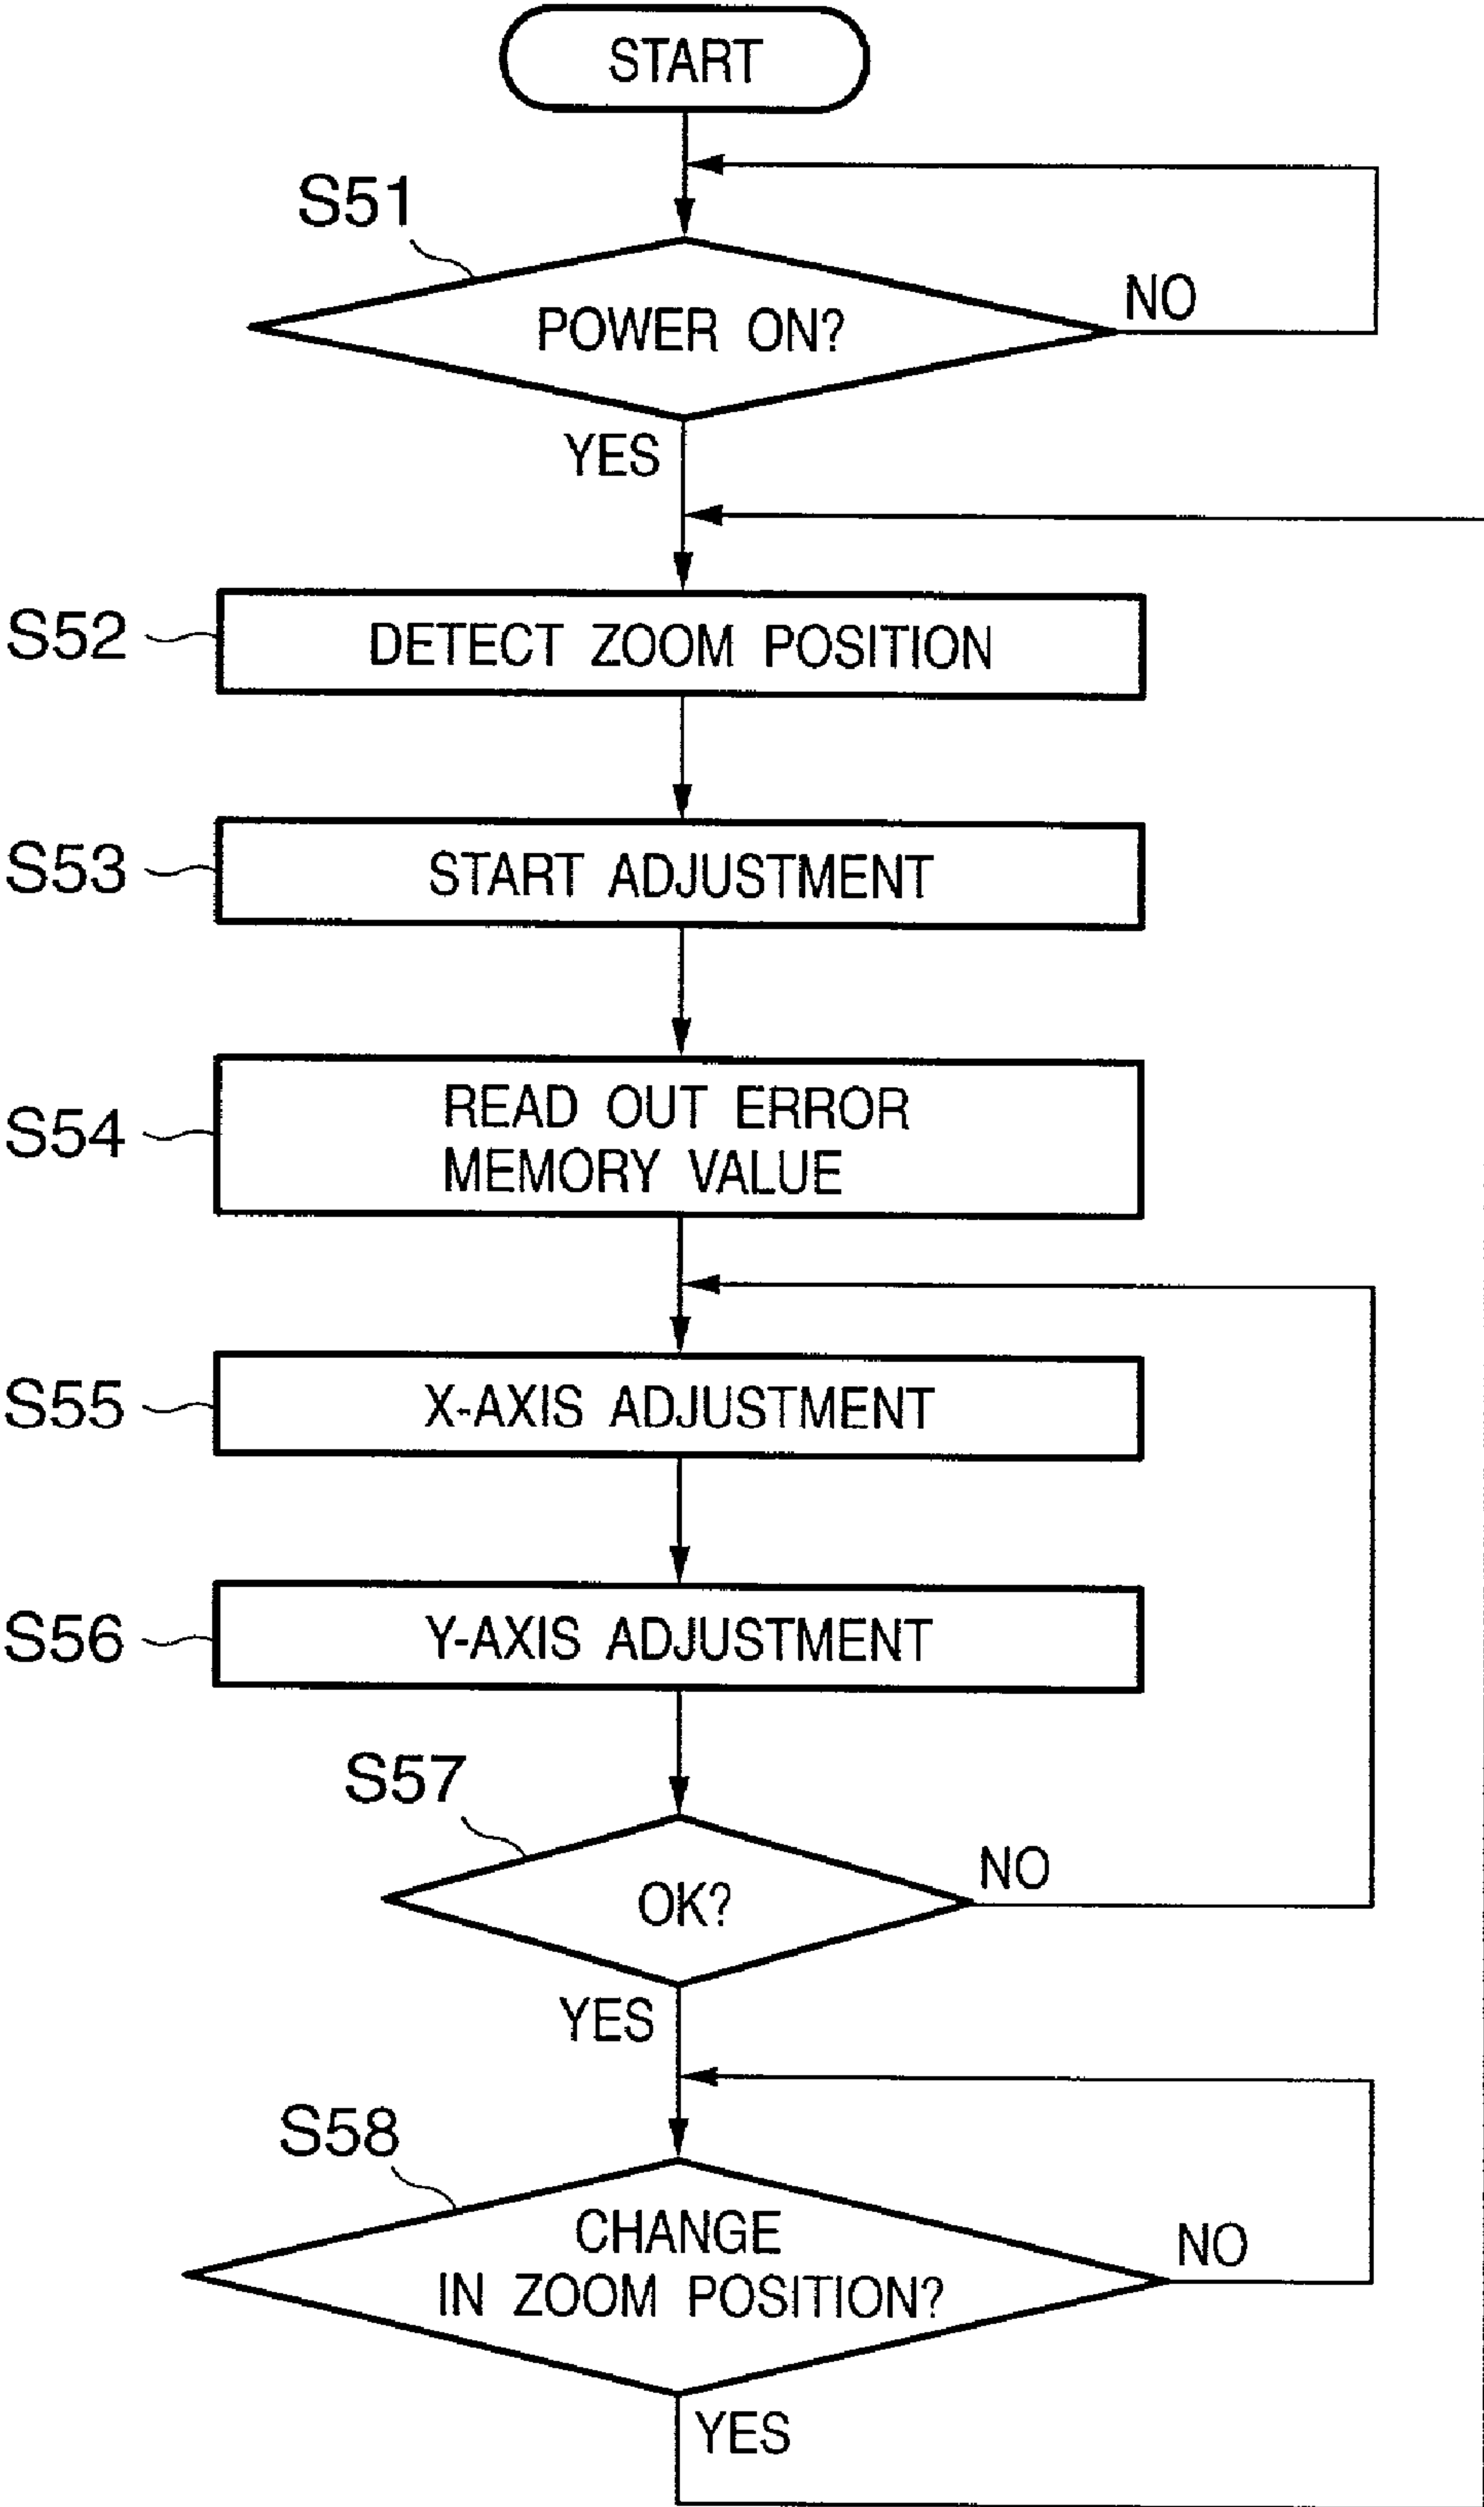 START
S51
POWER ON?
NO
YES
S52
DETECT ZOOM POSITION
S53
START ADJUSTMENT
S54
READ OUT ERROR
MEMORY VALUE
S55
X-AXIS ADJUSTMENT
S56
Y-AXIS ADJUSTMENT
S57
OK?
NO
YES
S58
CHANGE
IN ZOOM POSITION?
NO
YES